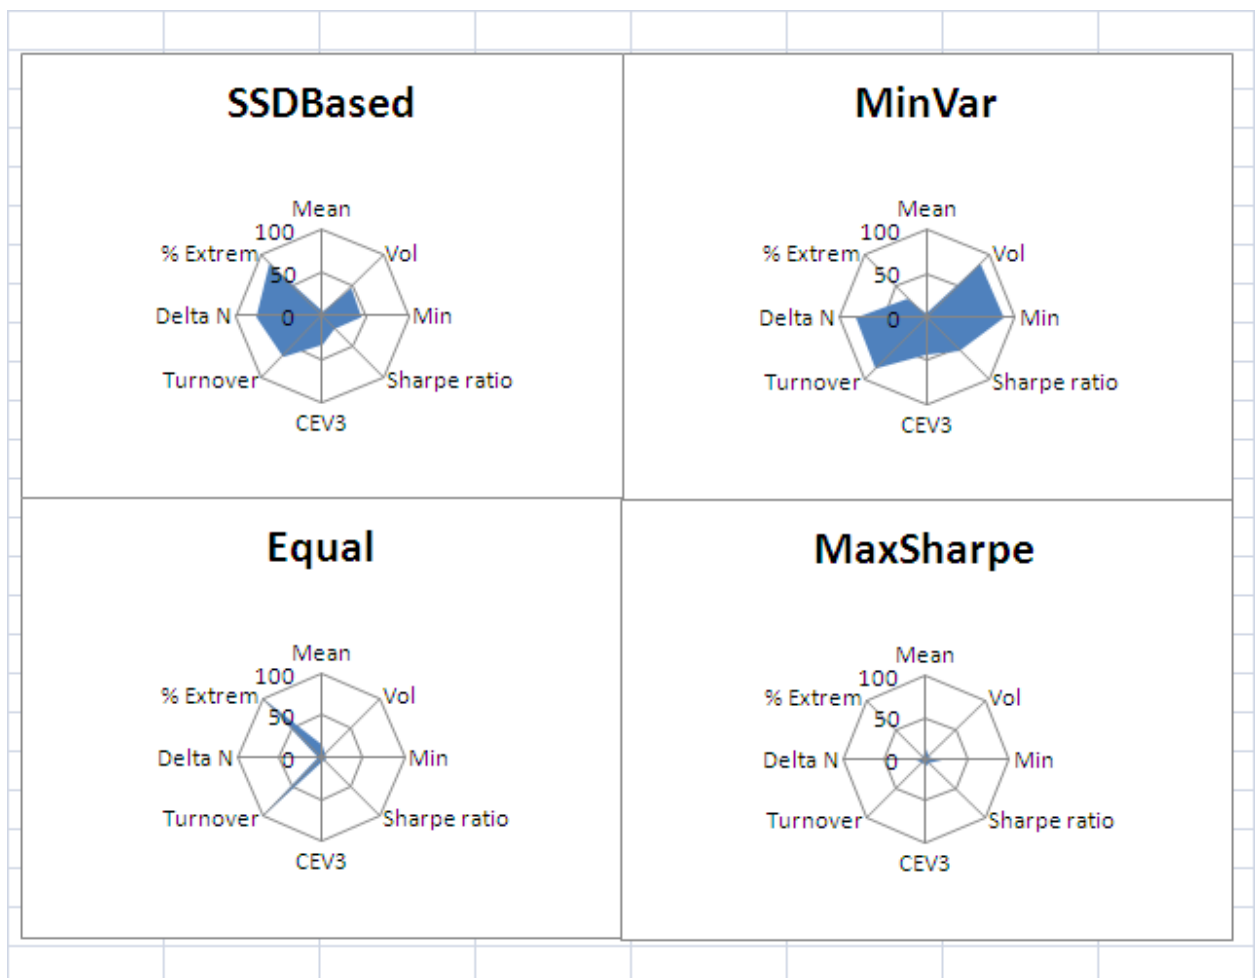 SSDBased
Mean
100
% Extrem
Vol
50
Delta N
0
Min
Turnover
Sharpe ratio
CEV3
MinVar
Mean
100
% Extrem
Vol
50
Delta N
0
Min
Turnover
Sharpe ratio
CEV3
Equal
Mean
100
% Extrem
Vol
50
Delta N
0
Min
Turnover
Sharpe ratio
CEV3
MaxSharpe
Mean
100
% Extrem
Vol
50
Delta N
0
Min
Turnover
Sharpe ratio
CEV3